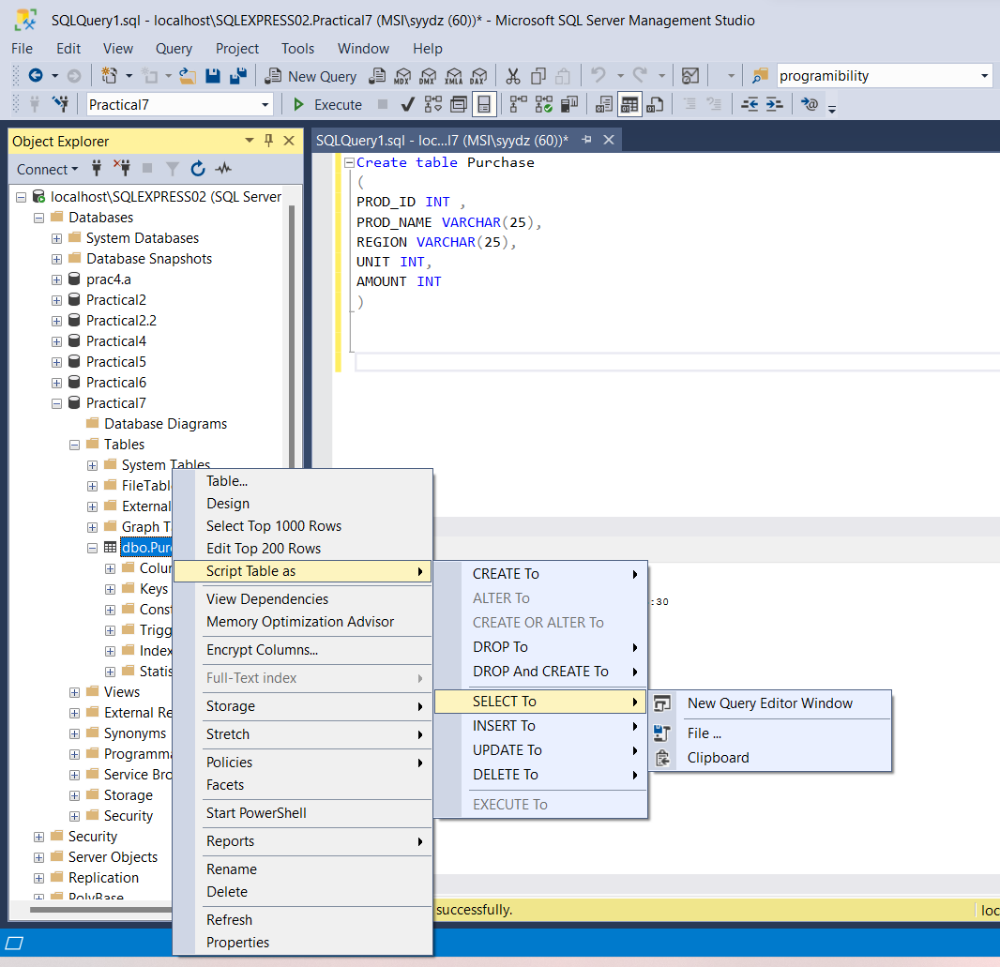 SQLQuery1.sql - localhost\SQLEXPRESS02.Practical7 (MSI\syydz (60))* - Microsoft SQL Server Management Studio
File Edit View Query Project Tools Window Help
New Query MDX DMX XMLA DAX programibility
Practical7 Execute
Object Explorer
Connect
localhost\SQLEXPRESS02 (SQL Server
Databases
System Databases
Database Snapshots
prac4.a
Practical2
Practical2.2
Practical4
Practical5
Practical6
Practical7
Database Diagrams
Tables
System Tables
FileTabl
External
Graph T
dbo.Pur
Colur
Keys
Const
Trigg
Index
Statis
Views
External Re
Synonyms
Programma
Service Bro
Storage
Security
Security
Server Objects
Replication
PolyBase
SQLQuery1.sql - loc...l7 (MSI\syydz (60))*
Create table Purchase
(
PROD_ID INT ,
PROD_NAME VARCHAR(25),
REGION VARCHAR(25),
UNIT INT,
AMOUNT INT
)
Table...
Design
Select Top 1000 Rows
Edit Top 200 Rows
Script Table as
View Dependencies
Memory Optimization Advisor
Encrypt Columns...
Full-Text index
Storage
Stretch
Policies
Facets
Start PowerShell
Reports
Rename
Delete
Refresh
Properties
CREATE To
ALTER To
CREATE OR ALTER To
DROP To
DROP And CREATE To
SELECT To
INSERT To
UPDATE To
DELETE To
EXECUTE To
New Query Editor Window
File ...
Clipboard
:30
successfully.
loc